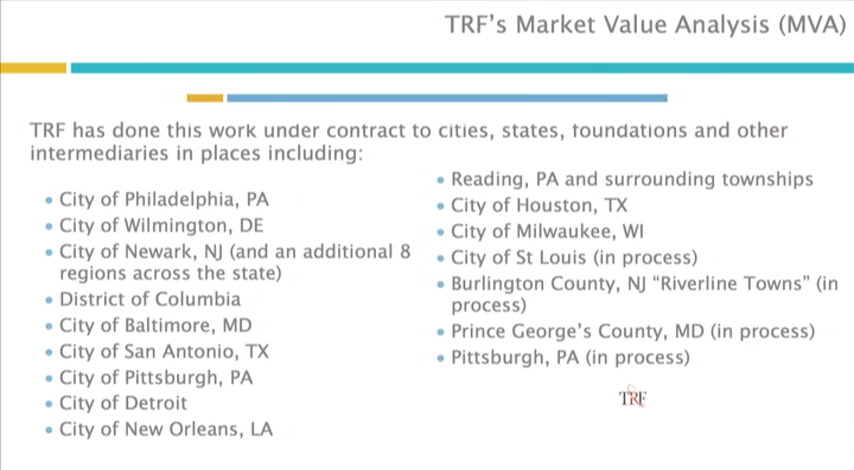 TRF's Market Value Analysis (MVA)
TRF has done this work under contract to cities, states, foundations and other
intermediaries in places including:
• City of Philadelphia, PA
• City of Wilmington, DE
• City of Newark, NJ (and an additional 8
regions across the state)
• District of Columbia
• City of Baltimore, MD
• City of San Antonio, TX
• City of Pittsburgh, PA
• City of Detroit
• City of New Orleans, LA
• Reading, PA and surrounding townships
• City of Houston, TX
• City of Milwaukee, WI
• City of St Louis (in process)
• Burlington County, NJ “Riverline Towns” (in
process)
• Prince George's County, MD (in process)
• Pittsburgh, PA (in process)
TRF